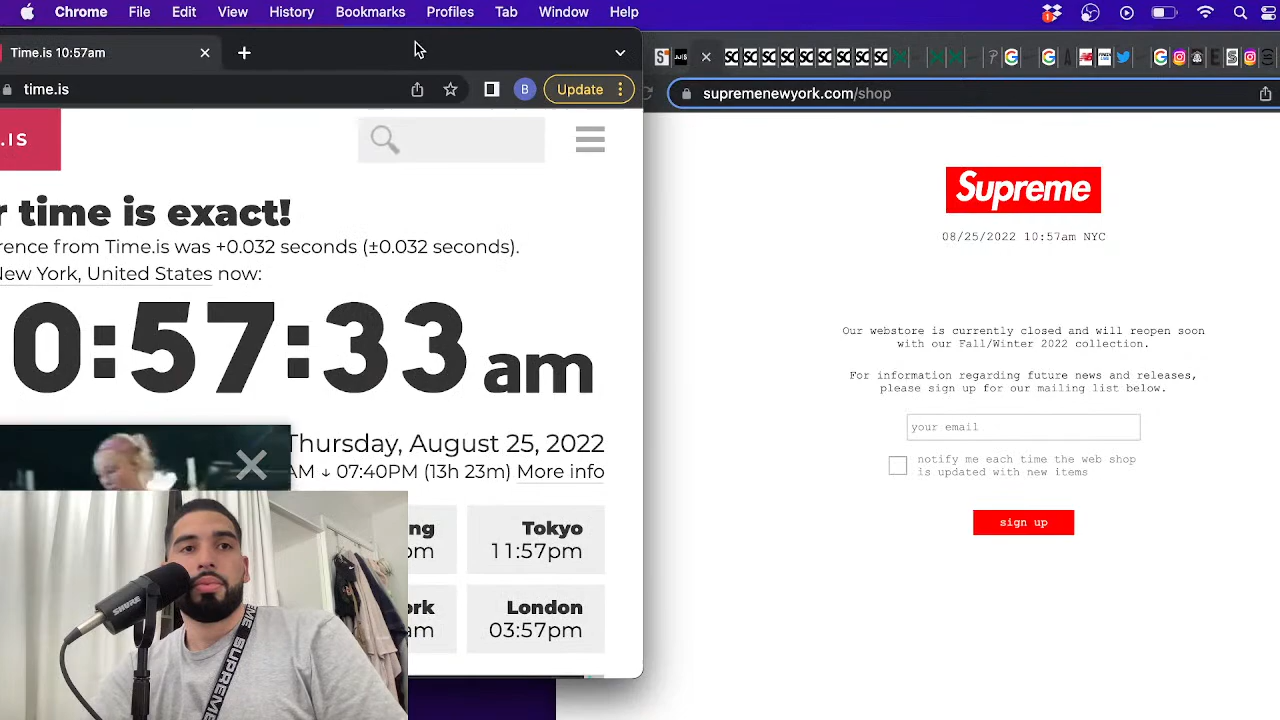 Chrome File Edit View History Bookmarks Profiles Tab Window Help
Time.is 10:57am
time.is
B
Update
.IS
r time is exact!
rence from Time.is was +0.032 seconds (±0.032 seconds).
New York, United States now:
0:57:33 am
Thursday, August 25, 2022
AM ↓ 07:40PM (13h 23m) More info
ng
pm
Tokyo
11:57pm
ork
am
London
03:57pm
SHURE
SUPREME
supremenewyork.com/shop
Supreme
08/25/2022 10:57am NYC
Our webstore is currently closed and will reopen soon
with our Fall/Winter 2022 collection.
For information regarding future news and releases,
please sign up for our mailing list below.
your email
notify me each time the web shop
is updated with new items
sign up